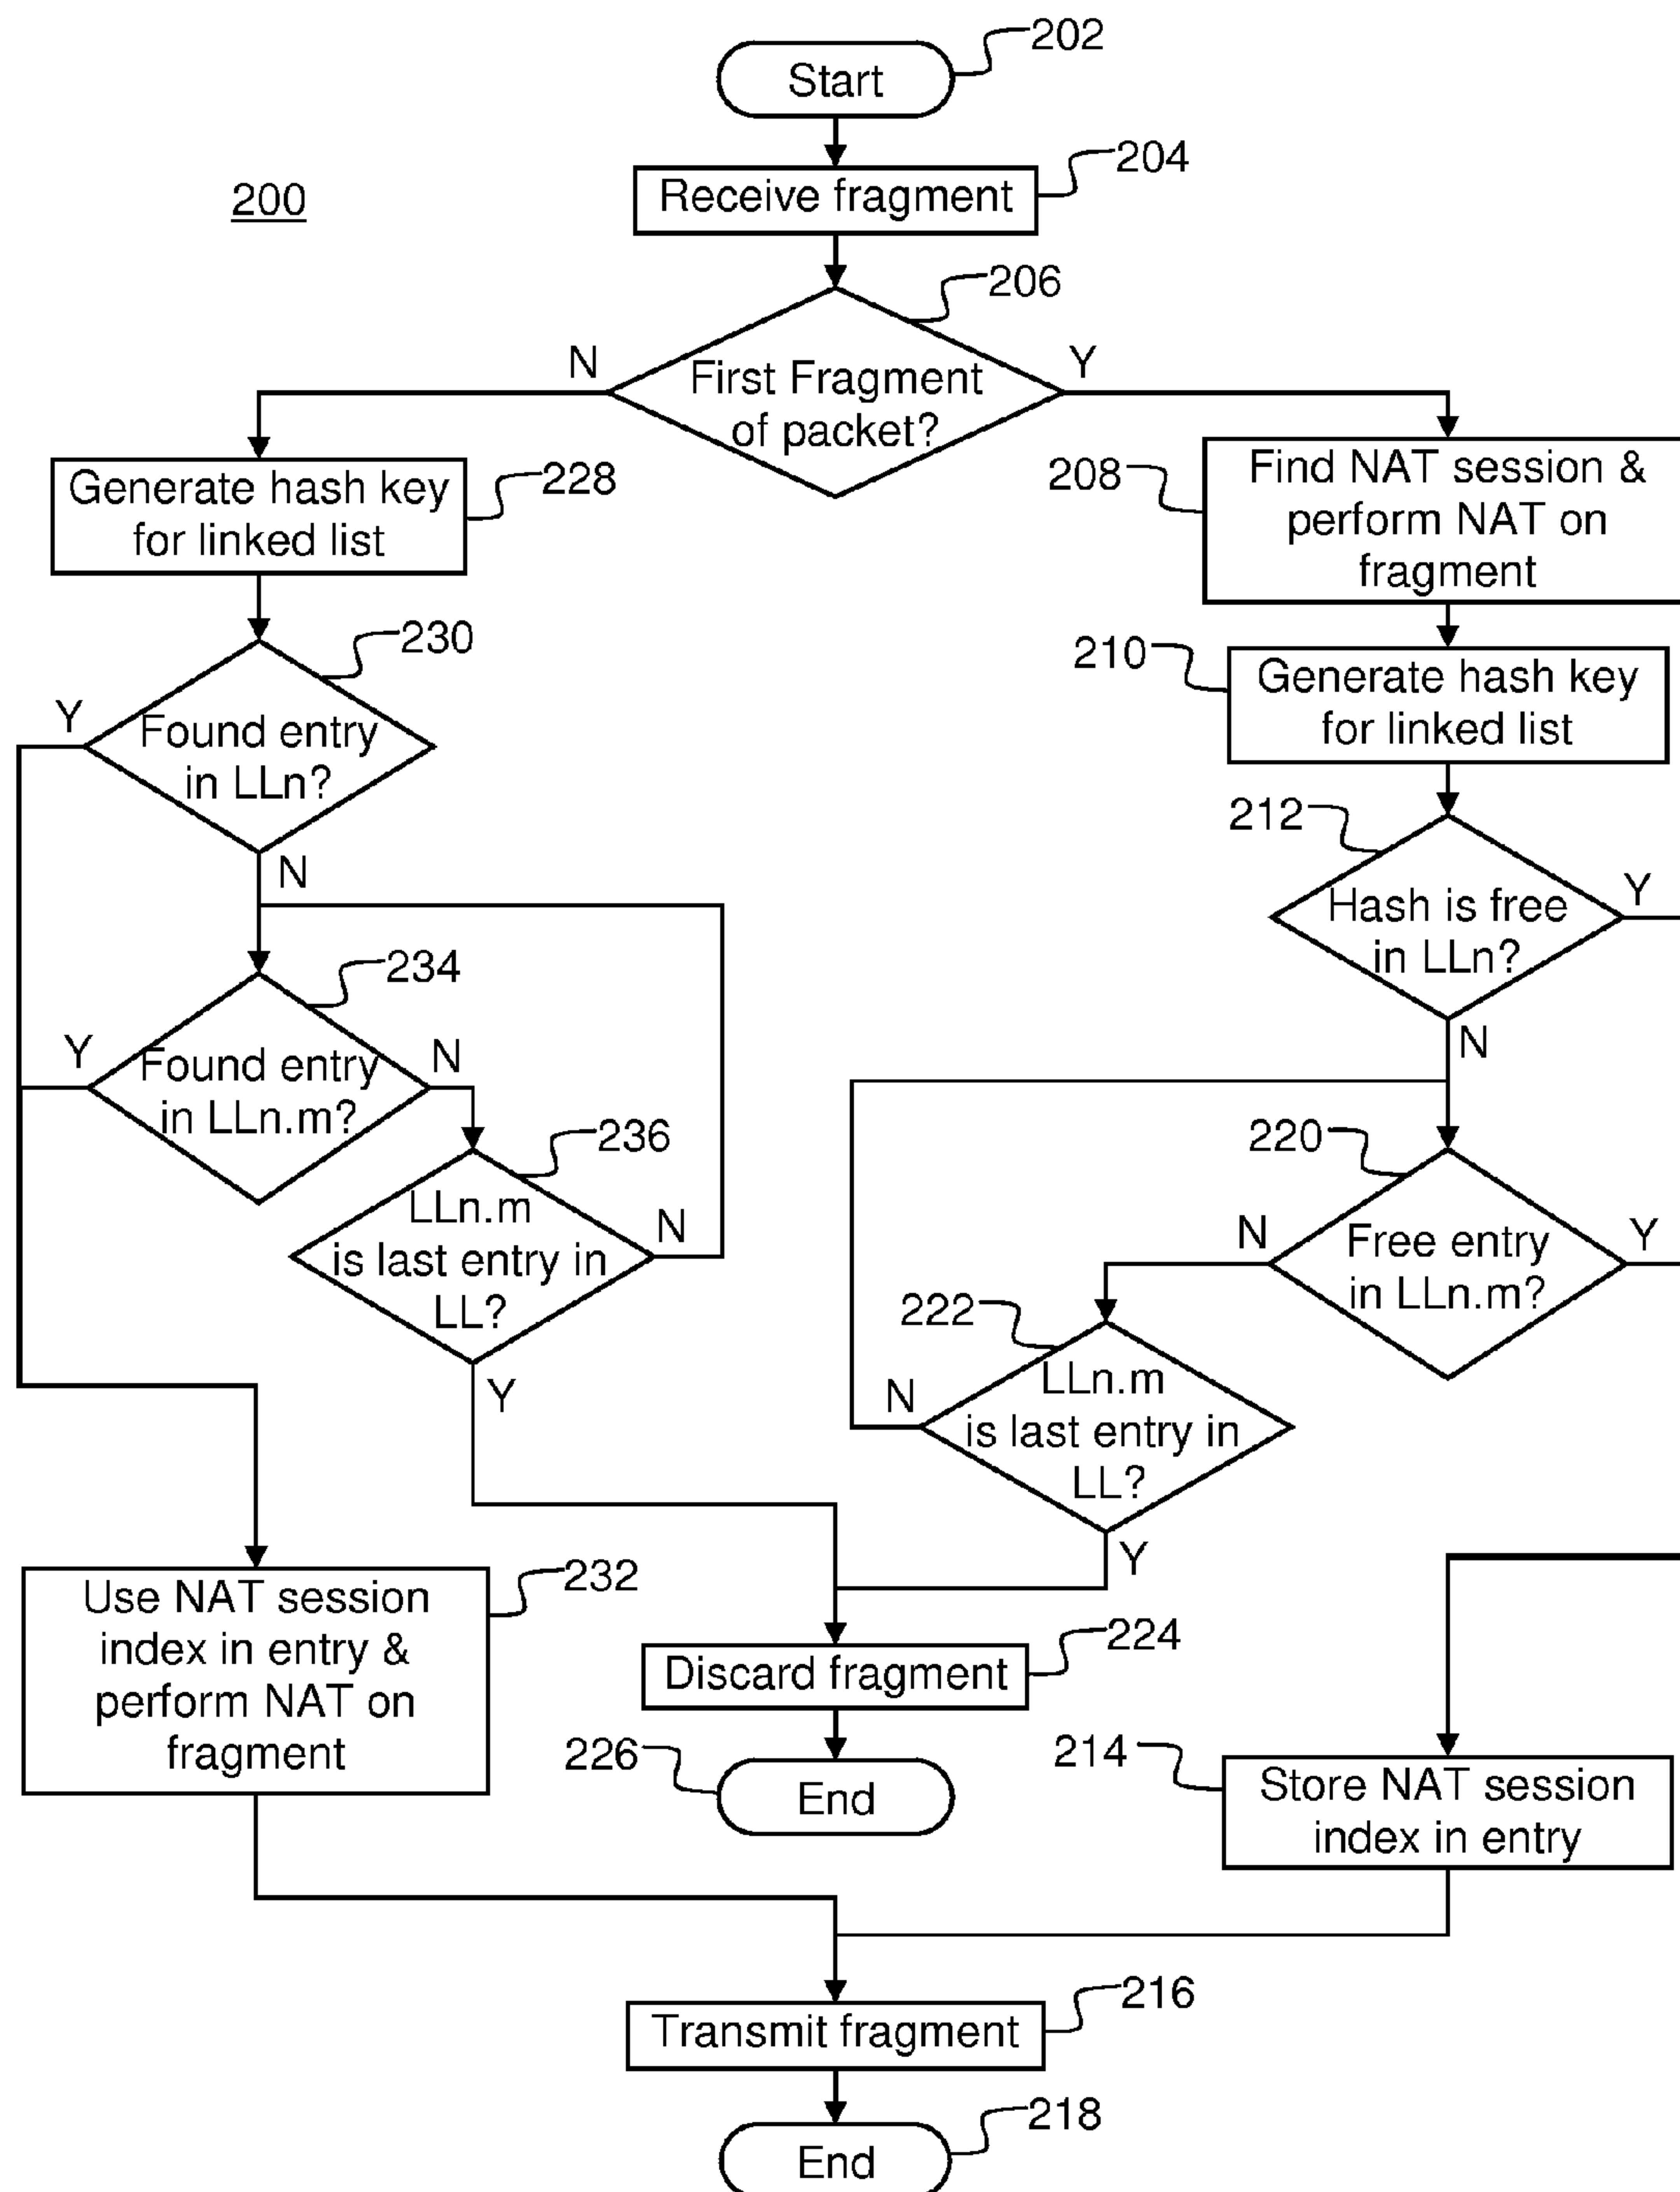 202
Start
204
200
Receive fragment
206
N
Y
First Fragment
of packet?
228
Generate hash key
for linked list
208
Find NAT session &
perform NAT on
fragment
230
210
Generate hash key
for linked list
Y
Found entry
in LLn?
N
212
Y
Hash is free
in LLn?
N
234
Y
N
Found entry
in LLn.m?
236
LLn.m
is last entry in
LL?
N
Y
220
N
Y
Free entry
in LLn.m?
222
N
LLn.m
is last entry in
LL?
Y
232
Use NAT session
index in entry &
perform NAT on
fragment
224
Discard fragment
226
End
214
Store NAT session
index in entry
216
Transmit fragment
218
End